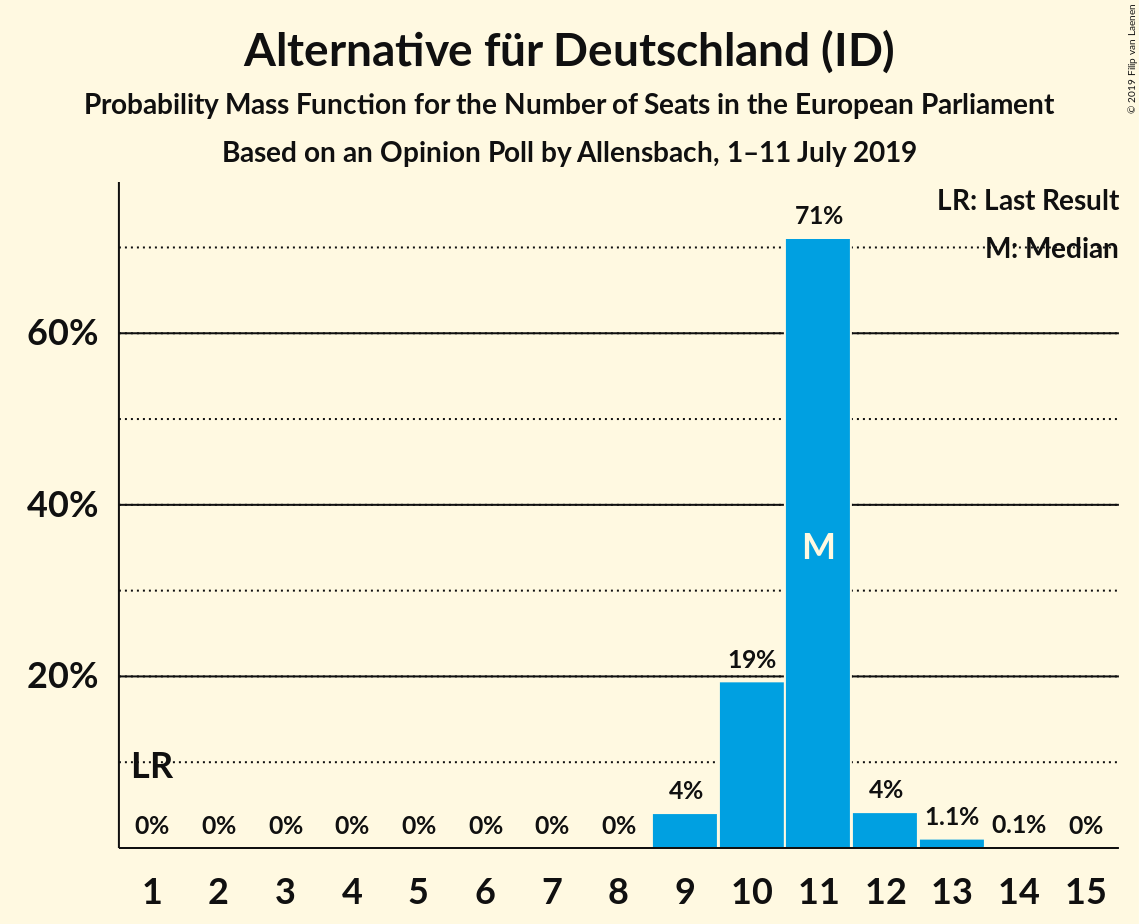 Alternative für Deutschland (ID)
Probability Mass Function for the Number of Seats in the European Parliament
Based on an Opinion Poll by Allensbach, 1–11 July 2019
© 2019 Filip van Laenen
LR: Last Result
M: Median
71%
60%
40%
M
19%
20%
LR
0% 0% 0% 0% 0% 0% 0% 0% 4% 4% 1.1% 0.1% 0%
1 2 3 4 5 6 7 8 9 10 11 12 13 14 15